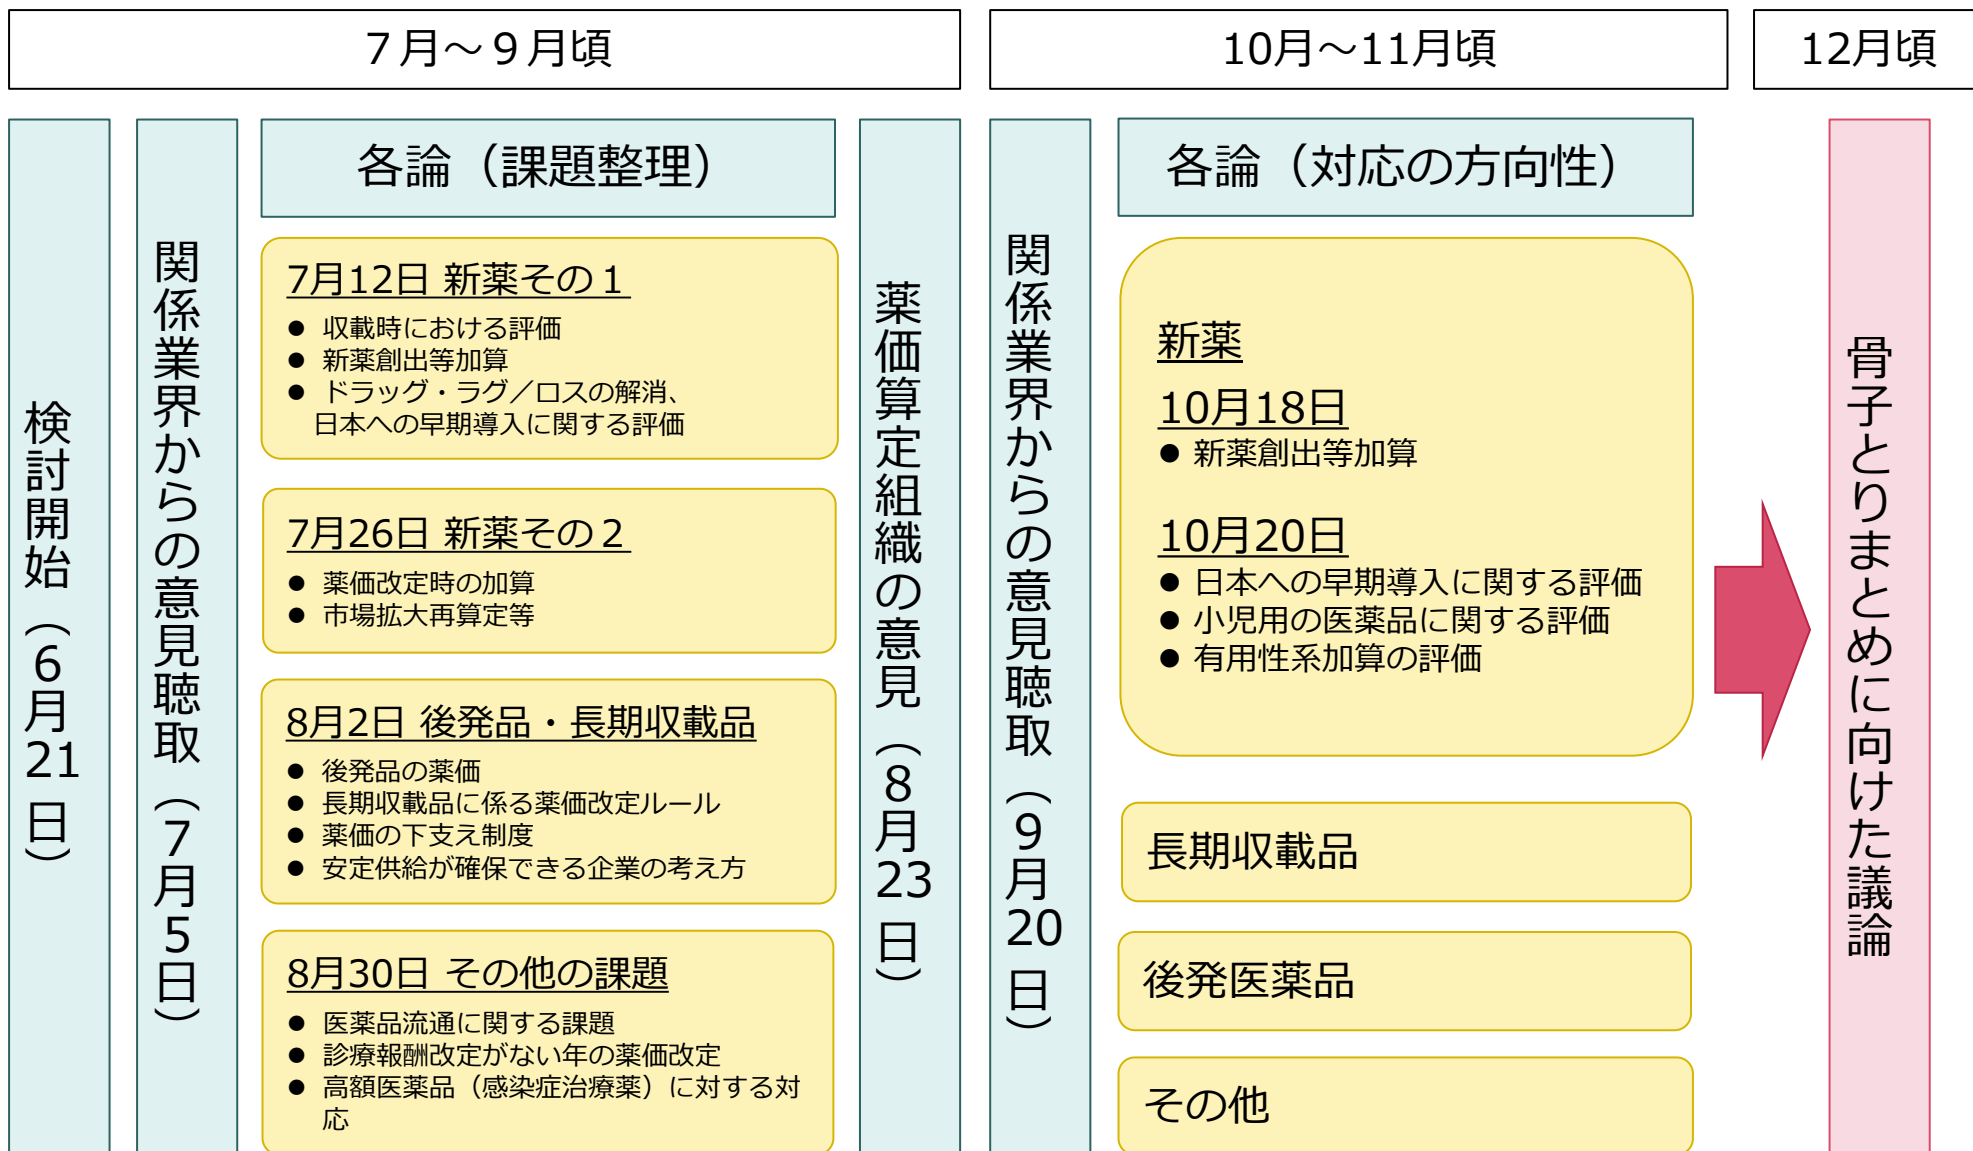 ７月～９月頃
10月～11月頃
12月頃
検討開始（6月21日）
関係業界からの意見聴取（7月5日）
各論（課題整理）
7月12日 新薬その１
● 収載時における評価
● 新薬創出等加算
● ドラッグ・ラグ／ロスの解消、
日本への早期導入に関する評価
7月26日 新薬その２
● 薬価改定時の加算
● 市場拡大再算定等
8月2日 後発品・長期収載品
● 後発品の薬価
● 長期収載品に係る薬価改定ルール
● 薬価の下支え制度
● 安定供給が確保できる企業の考え方
8月30日 その他の課題
● 医薬品流通に関する課題
● 診療報酬改定がない年の薬価改定
● 高額医薬品（感染症治療薬）に対する対
応
薬価算定組織の意見（8月23日）
関係業界からの意見聴取（9月20日）
各論（対応の方向性）
新薬
10月18日
● 新薬創出等加算
10月20日
● 日本への早期導入に関する評価
● 小児用の医薬品に関する評価
● 有用性系加算の評価
長期収載品
後発医薬品
その他
骨子とりまとめに向けた議論